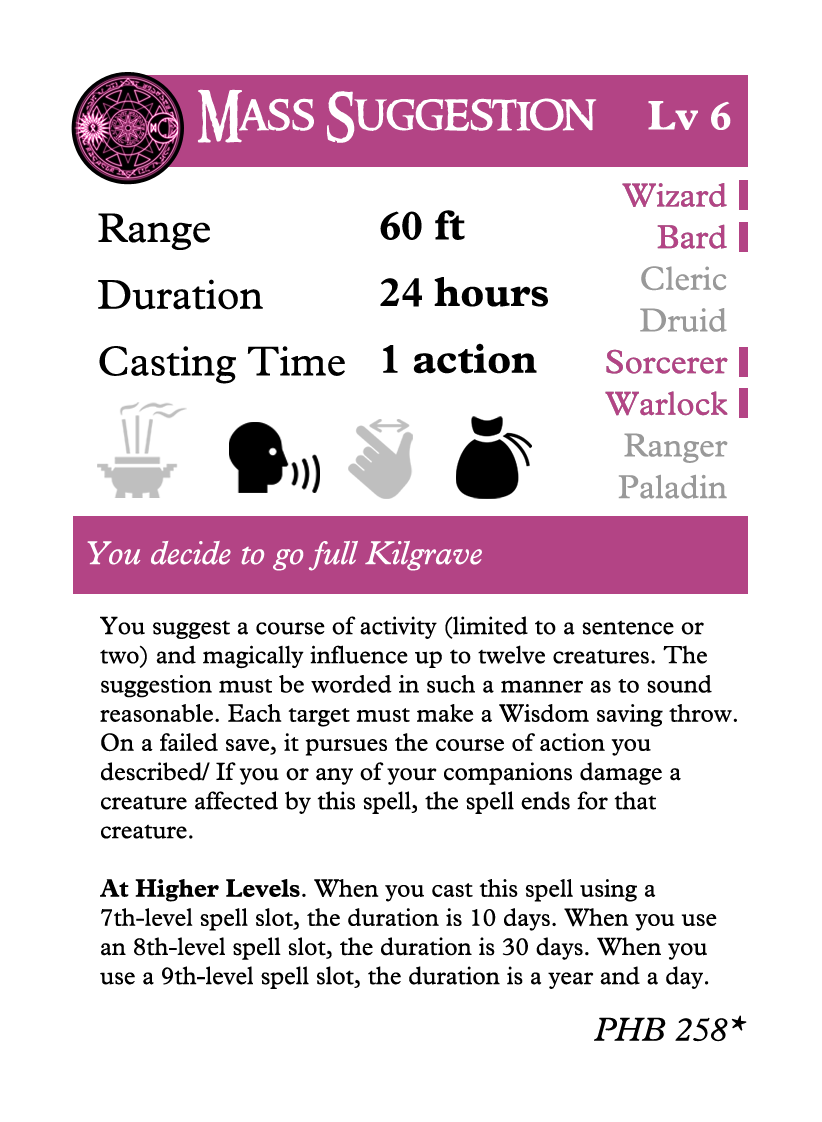 Mass Suggestion Lv 6
Range 60 ft
Duration 24 hours
Casting Time 1 action
Wizard
Bard
Cleric
Druid
Sorcerer
Warlock
Ranger
Paladin
You decide to go full Kilgrave
You suggest a course of activity (limited to a sentence or
two) and magically influence up to twelve creatures. The
suggestion must be worded in such a manner as to sound
reasonable. Each target must make a Wisdom saving throw.
On a failed save, it pursues the course of action you
described/ If you or any of your companions damage a
creature affected by this spell, the spell ends for that
creature.
At Higher Levels. When you cast this spell using a
7th-level spell slot, the duration is 10 days. When you use
an 8th-level spell slot, the duration is 30 days. When you
use a 9th-level spell slot, the duration is a year and a day.
PHB 258*